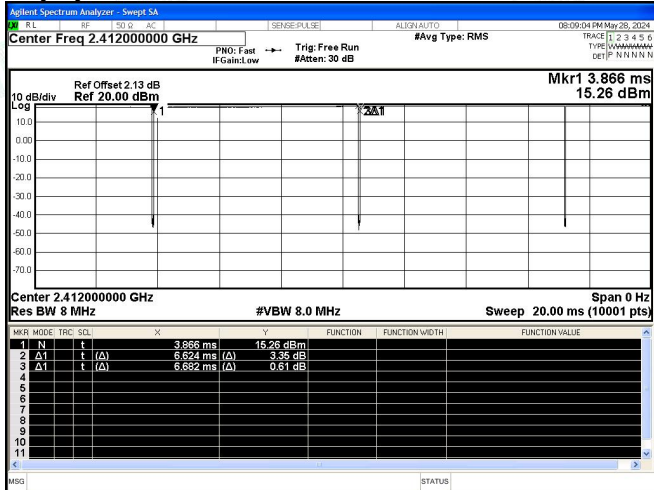 Agilent Spectrum Analyzer - Swept SA
RL RF 50 Ω AC SENSE:PULSE ALIGN AUTO 08:09:04 PM May 28, 2024
Center Freq 2.412000000 GHz #Avg Type: RMS TRACE 1 2 3 4 5 6
PNO: Fast Trig: Free Run TYPE WWWWWW
IFGain:Low #Atten: 30 dB DET P N N N N N
Ref Offset 2.13 dB Mkr1 3.866 ms
10 dB/div Ref 20.00 dBm 15.26 dBm
Log
1 2Δ1
10.0
0.00
-10.0
-20.0
-30.0
-40.0
-50.0
-60.0
-70.0
Center 2.412000000 GHz Span 0 Hz
Res BW 8 MHz #VBW 8.0 MHz Sweep 20.00 ms (10001 pts)
MKR MODE TRC SCL X Y FUNCTION FUNCTION WIDTH FUNCTION VALUE
1 N t 3.866 ms 15.26 dBm
2 Δ1 t (Δ) 6.624 ms (Δ) 3.35 dB
3 Δ1 t (Δ) 6.682 ms (Δ) 0.61 dB
4
5
6
7
8
9
10
11
MSG STATUS